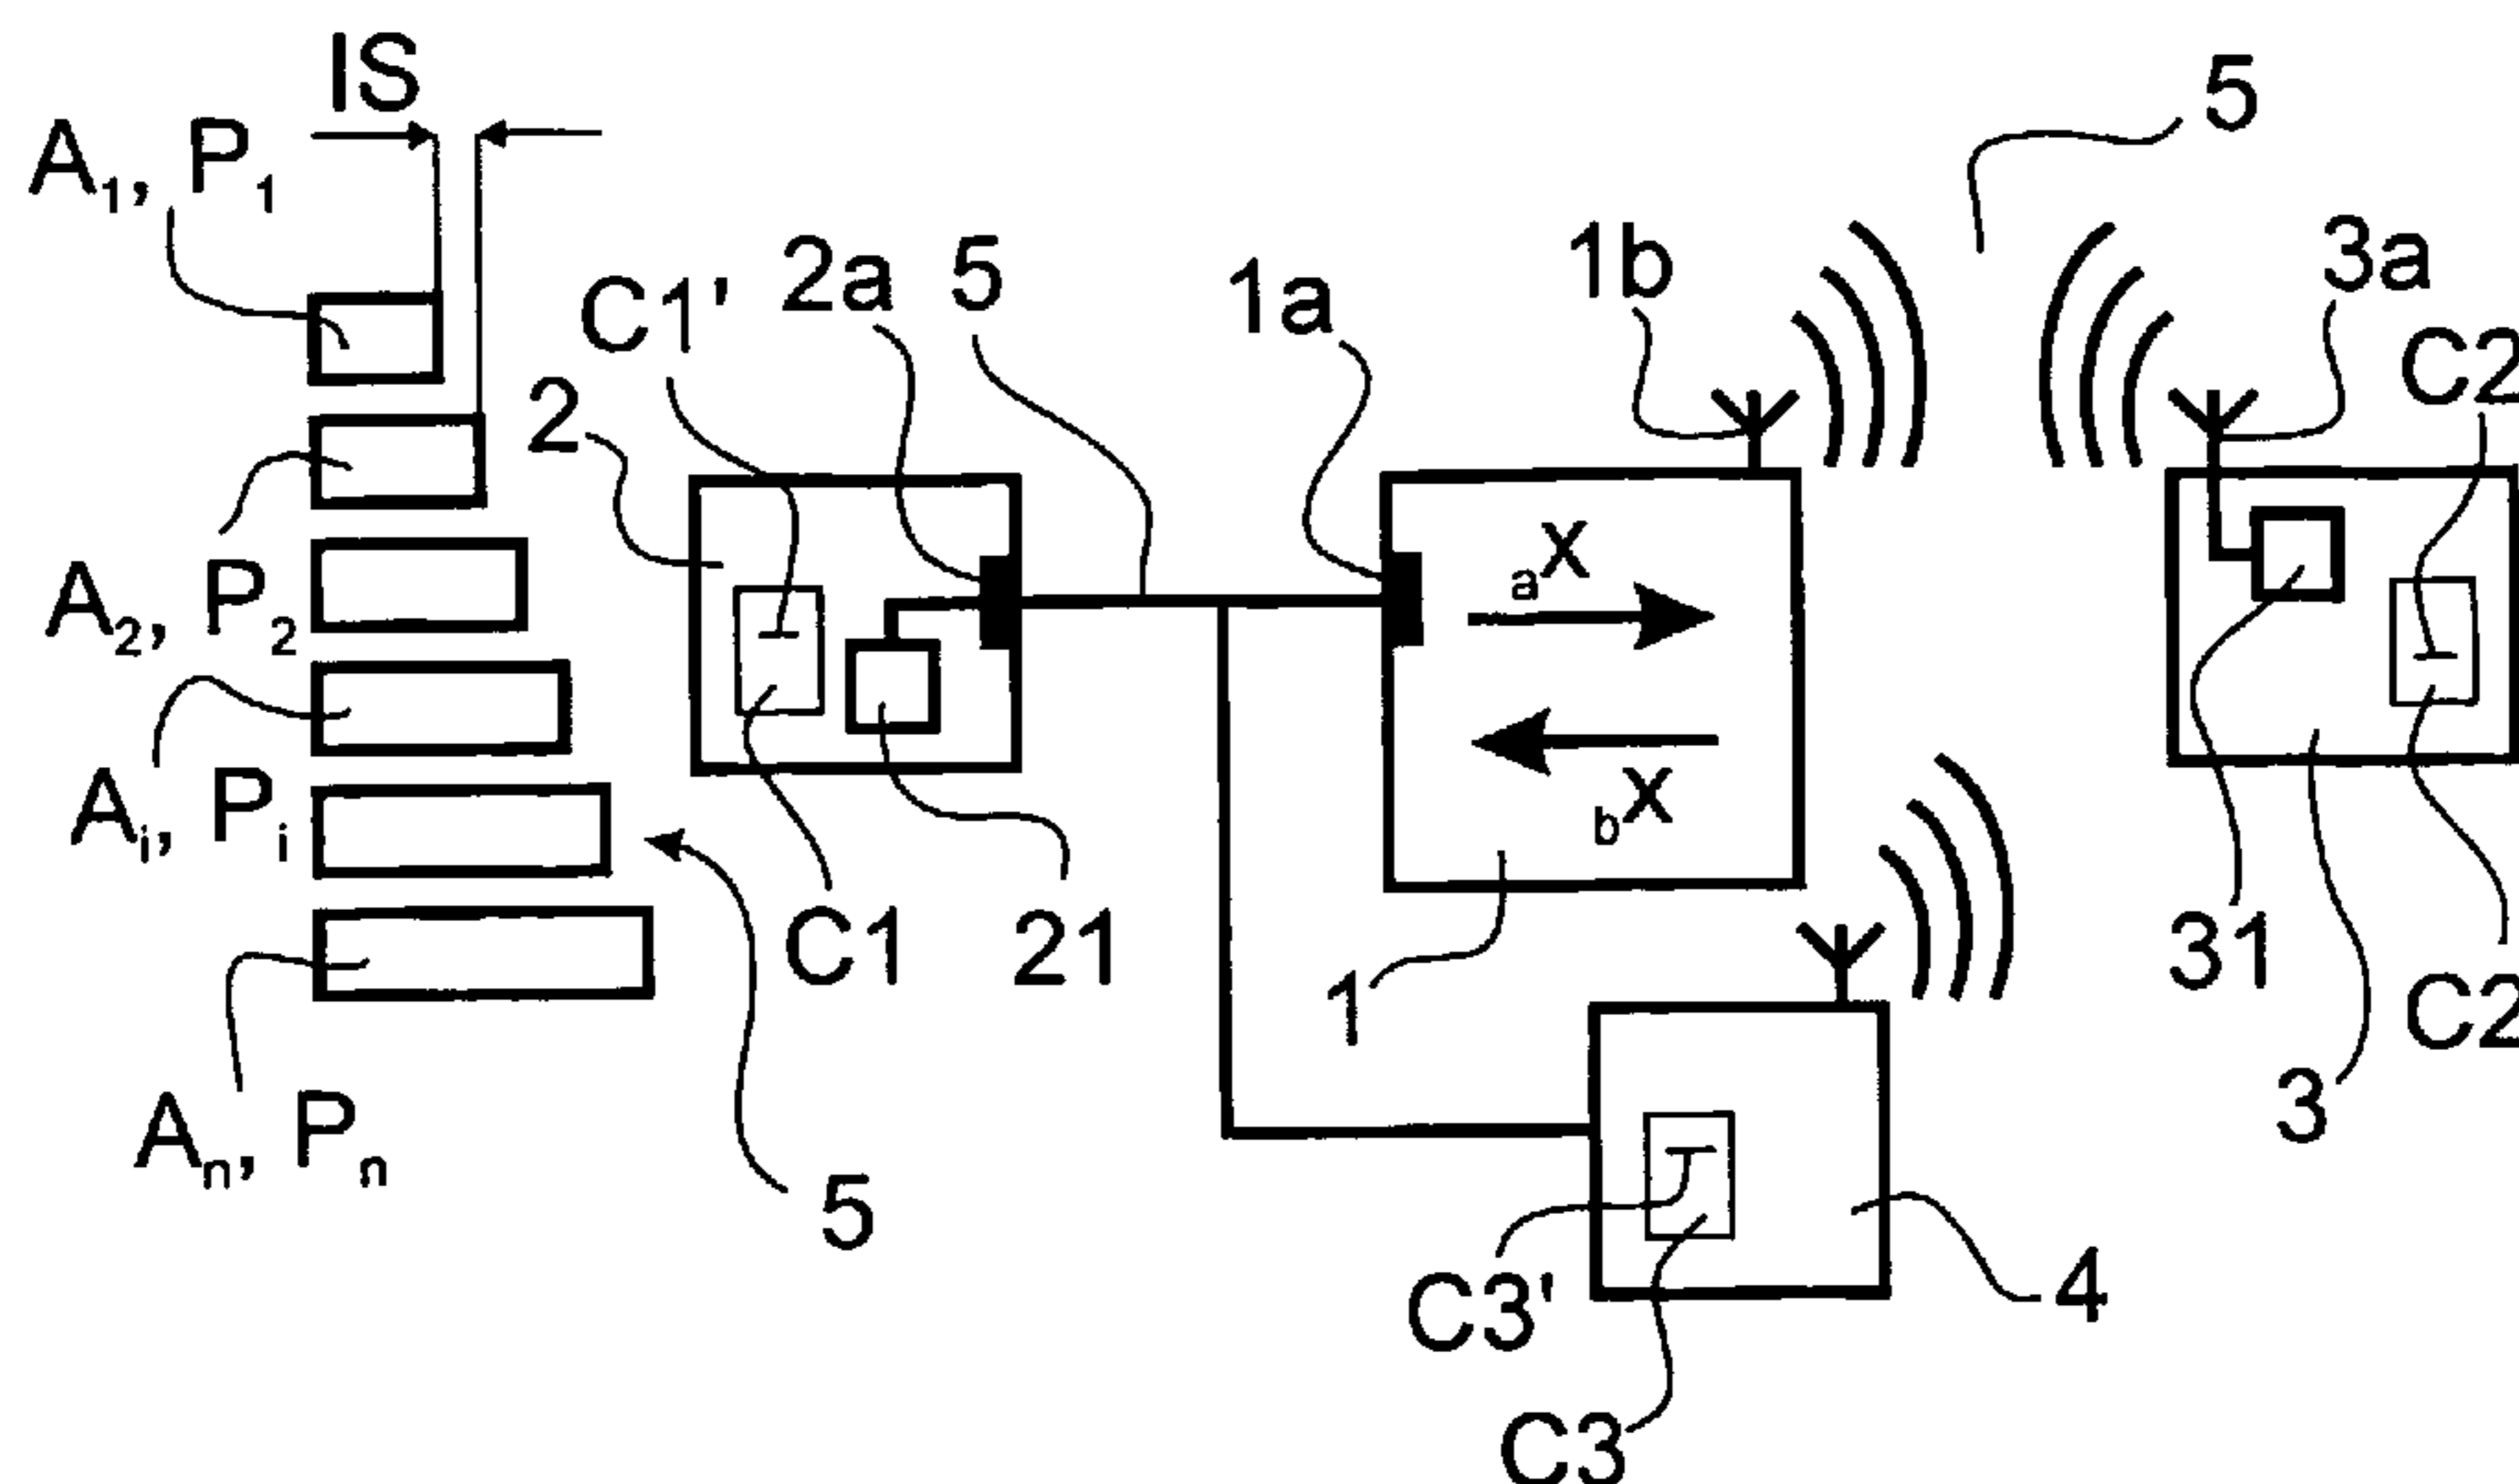 IS
5
A1, P1
1b
3a
C1'
2a
5
1a
C2
2
aX
A2, P2
bX
Ai, Pi
C1
21
31
1
C2
3
An, Pn
5
C3'
4
C3